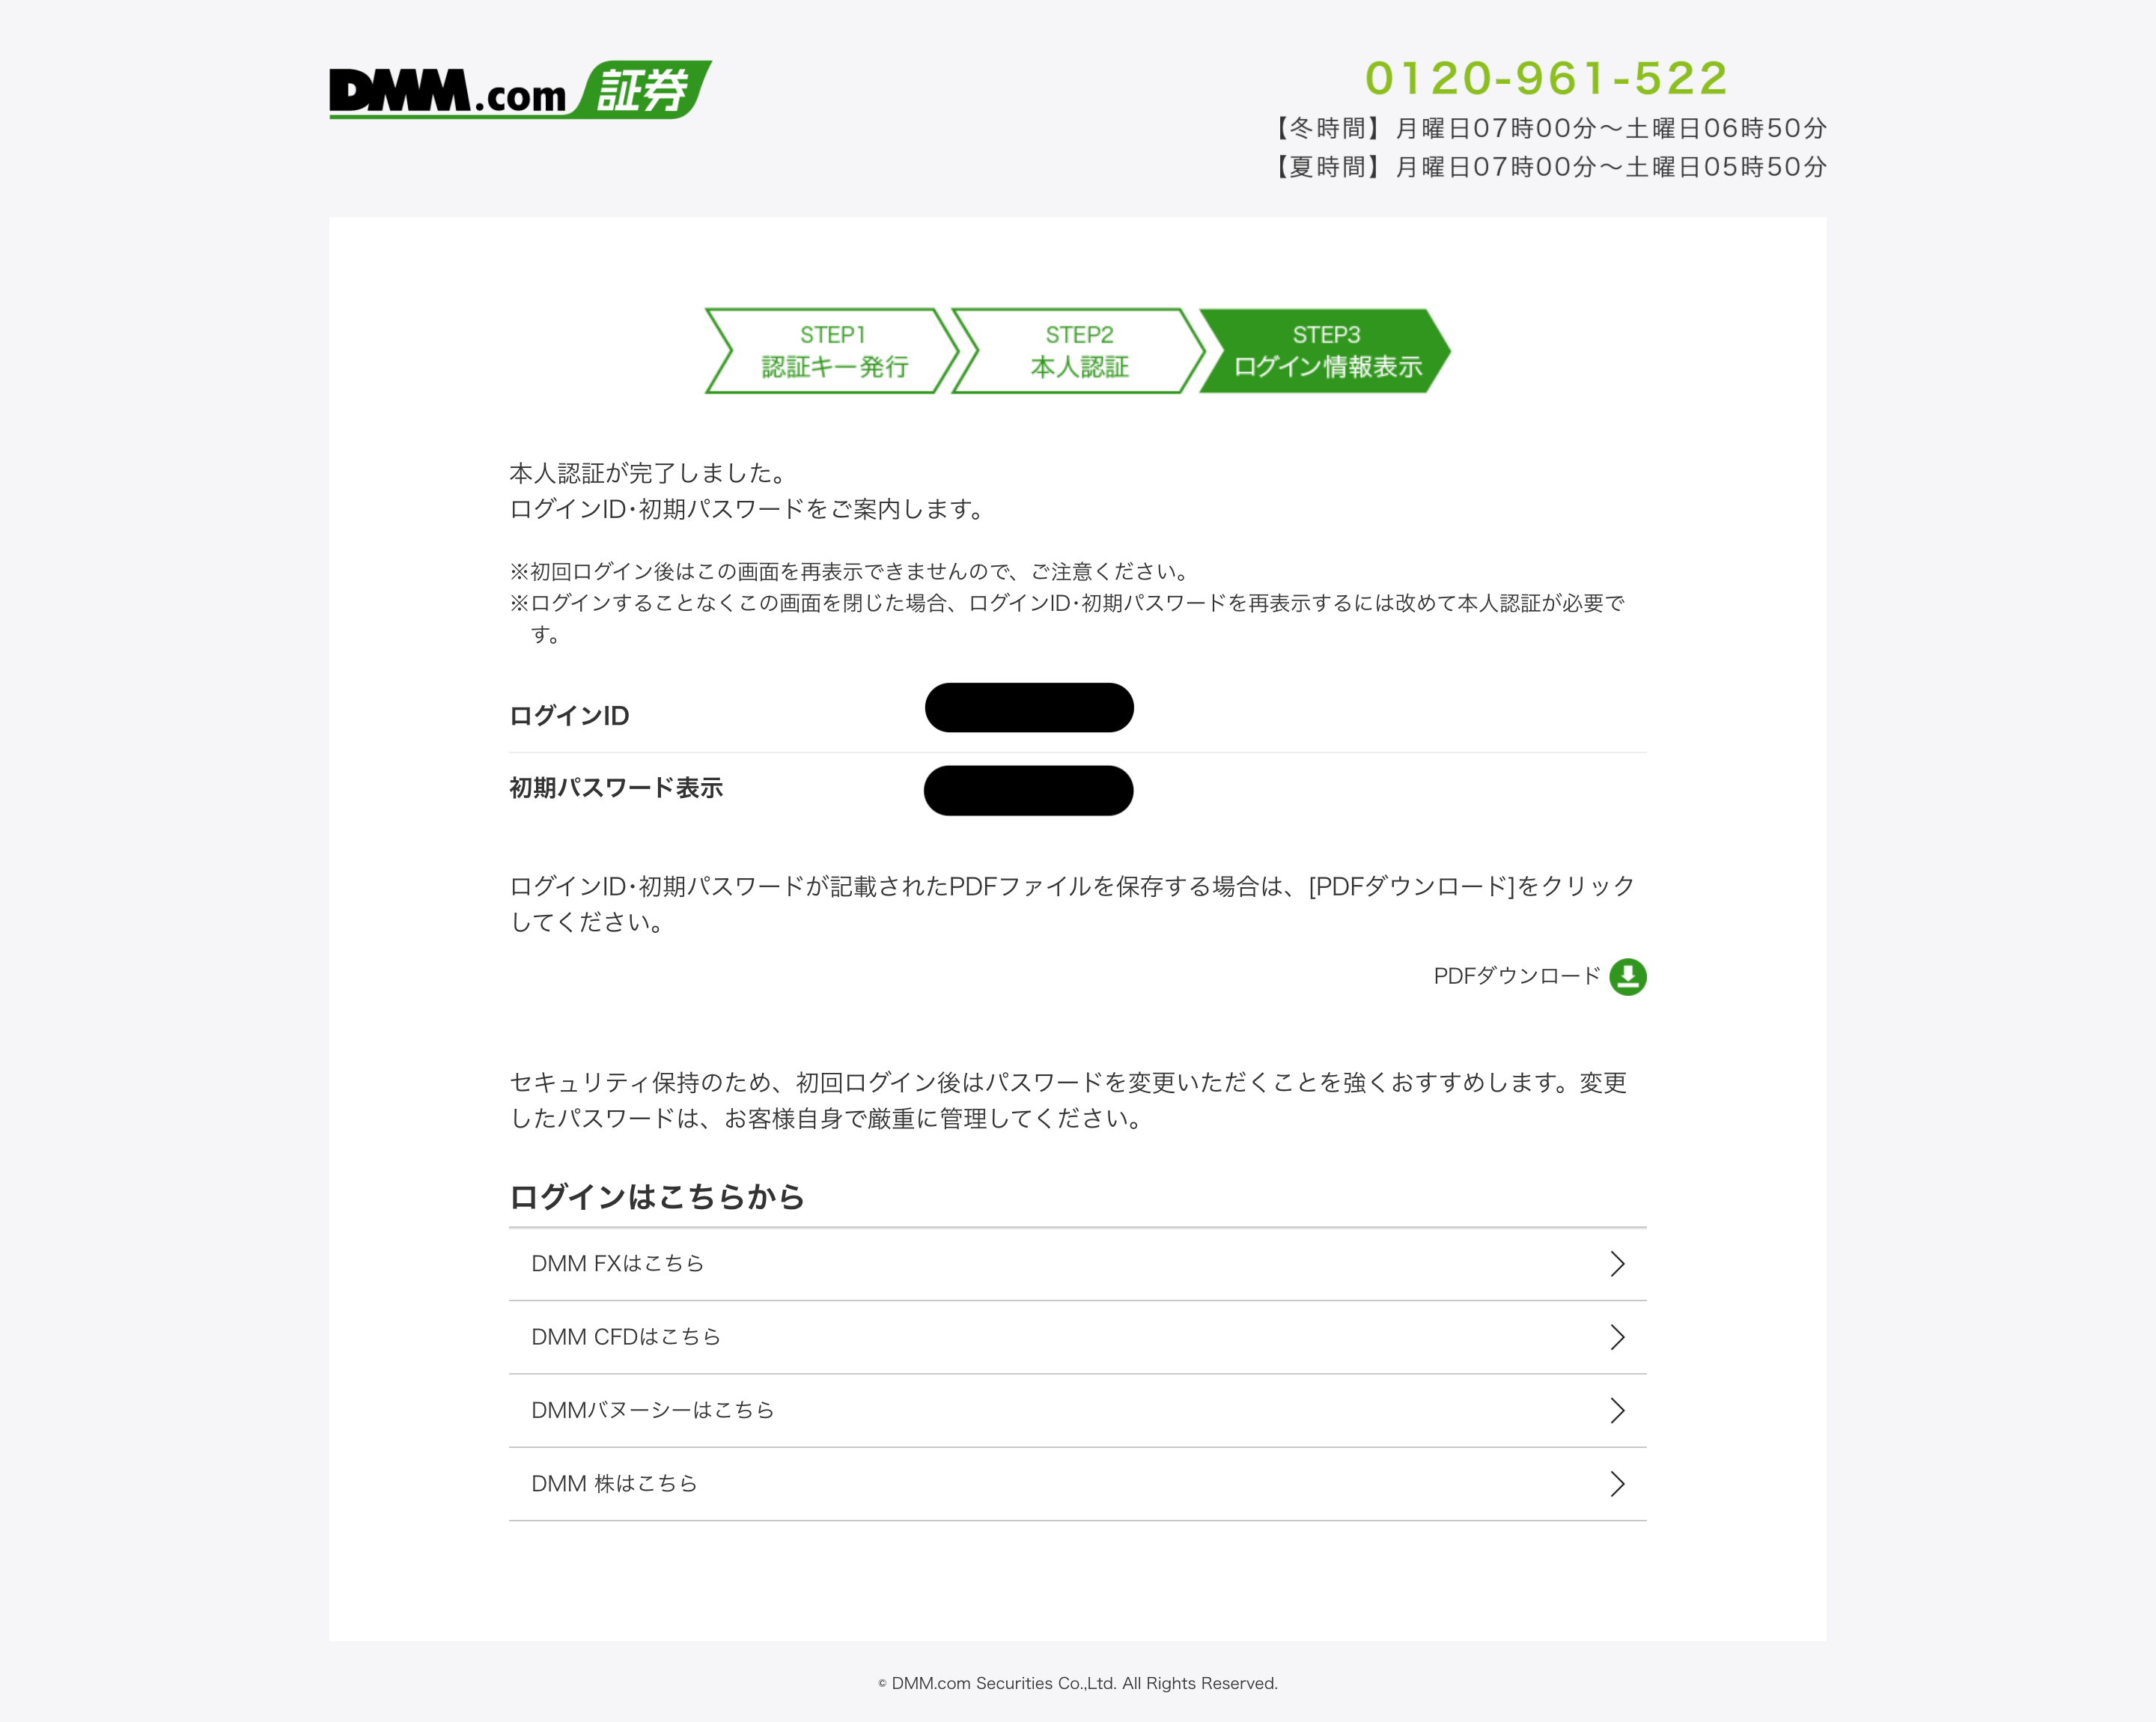 DMM.com 証券
0120-961-522
【冬時間】月曜日07時00分～土曜日06時50分
【夏時間】月曜日07時00分～土曜日05時50分
STEP1
認証キー発行
STEP2
本人認証
STEP3
ログイン情報表示
本人認証が完了しました。
ログインID･初期パスワードをご案内します。
※初回ログイン後はこの画面を再表示できませんので、ご注意ください。
※ログインすることなくこの画面を閉じた場合、ログインID･初期パスワードを再表示するには改めて本人認証が必要で
す。
ログインID
初期パスワード表示
ログインID･初期パスワードが記載されたPDFファイルを保存する場合は、[PDFダウンロード]をクリック
してください。
PDFダウンロード
セキュリティ保持のため、初回ログイン後はパスワードを変更いただくことを強くおすすめします。変更
したパスワードは、お客様自身で厳重に管理してください。
ログインはこちらから
DMM FXはこちら
DMM CFDはこちら
DMMバヌーシーはこちら
DMM 株はこちら
© DMM.com Securities Co.,Ltd. All Rights Reserved.